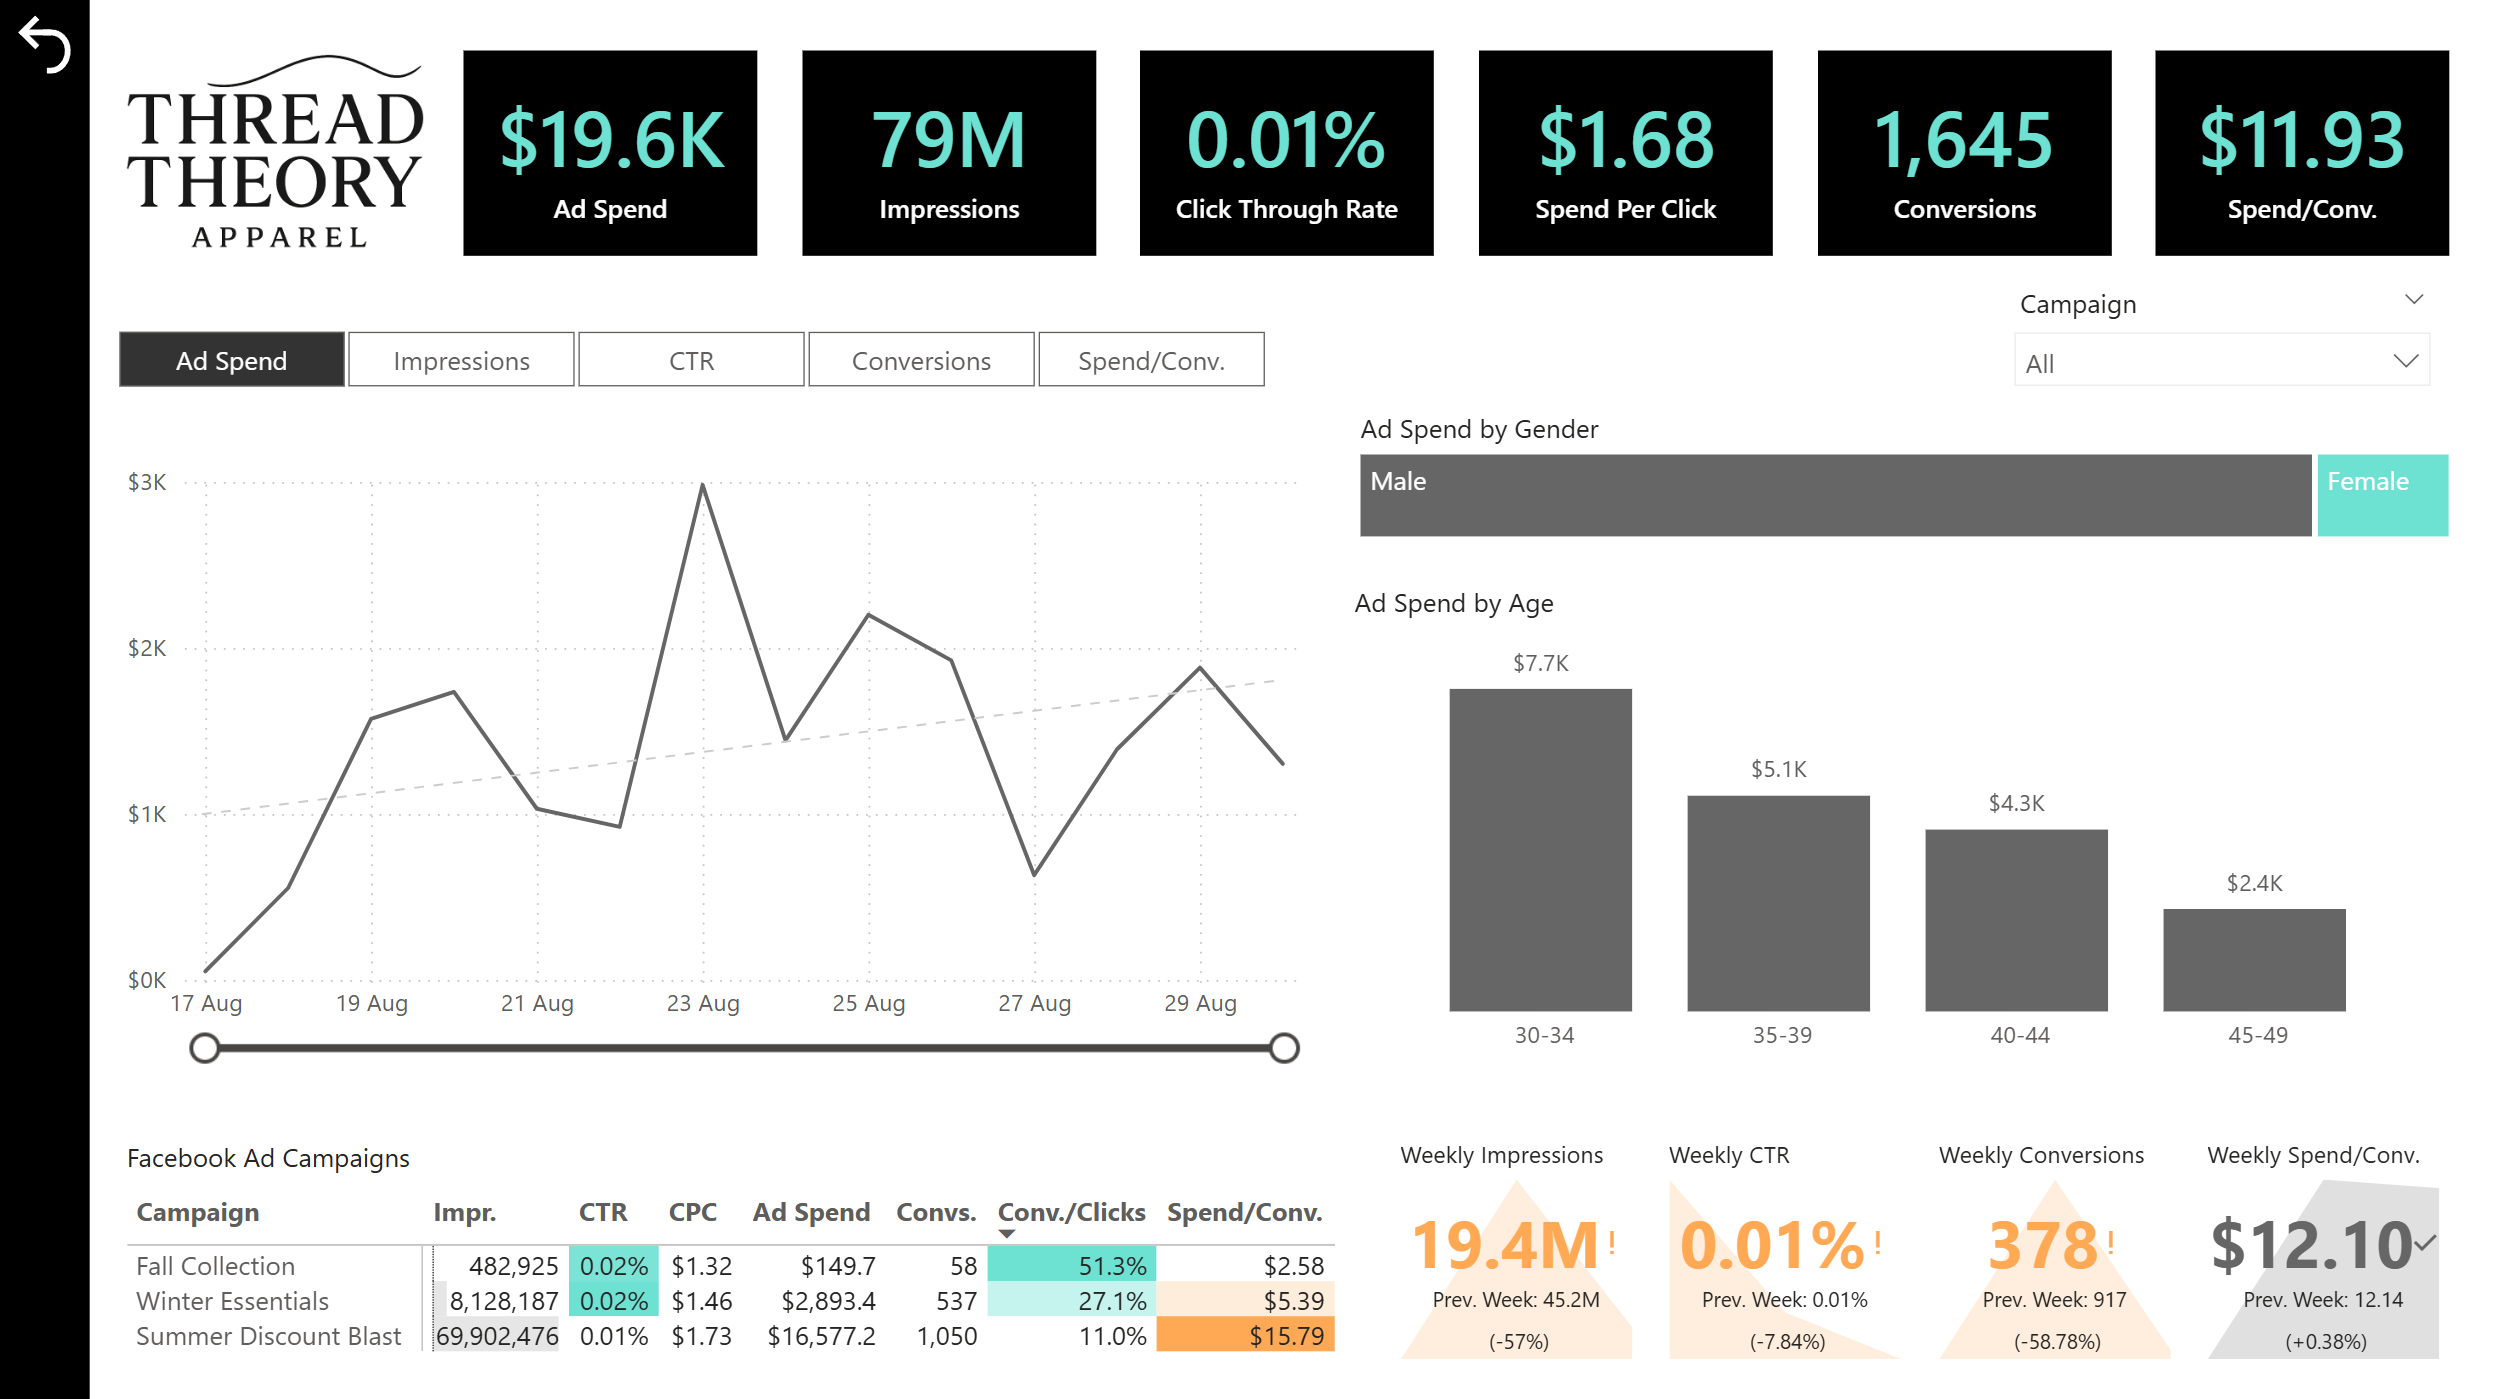 THREAD
THEORY
APPAREL
$19.6K
Ad Spend
79M
Impressions
0.01%
Click Through Rate
$1.68
Spend Per Click
1,645
Conversions
$11.93
Spend/Conv.
Campaign
All
Ad Spend
Impressions
CTR
Conversions
Spend/Conv.
$3K
$2K
$1K
$0K
17 Aug 19 Aug 21 Aug 23 Aug 25 Aug 27 Aug 29 Aug
Ad Spend by Gender
Male Female
Ad Spend by Age
$7.7K
$5.1K
$4.3K
$2.4K
30-34 35-39 40-44 45-49
Facebook Ad Campaigns
Campaign Impr. CTR CPC Ad Spend Convs. Conv./Clicks Spend/Conv.
Fall Collection 482,925 0.02% $1.32 $149.7 58 51.3% $2.58
Winter Essentials 8,128,187 0.02% $1.46 $2,893.4 537 27.1% $5.39
Summer Discount Blast 69,902,476 0.01% $1.73 $16,577.2 1,050 11.0% $15.79
Weekly Impressions
19.4M!
Prev. Week: 45.2M
(-57%)
Weekly CTR
0.01%!
Prev. Week: 0.01%
(-7.84%)
Weekly Conversions
378!
Prev. Week: 917
(-58.78%)
Weekly Spend/Conv.
$12.10
Prev. Week: 12.14
(+0.38%)